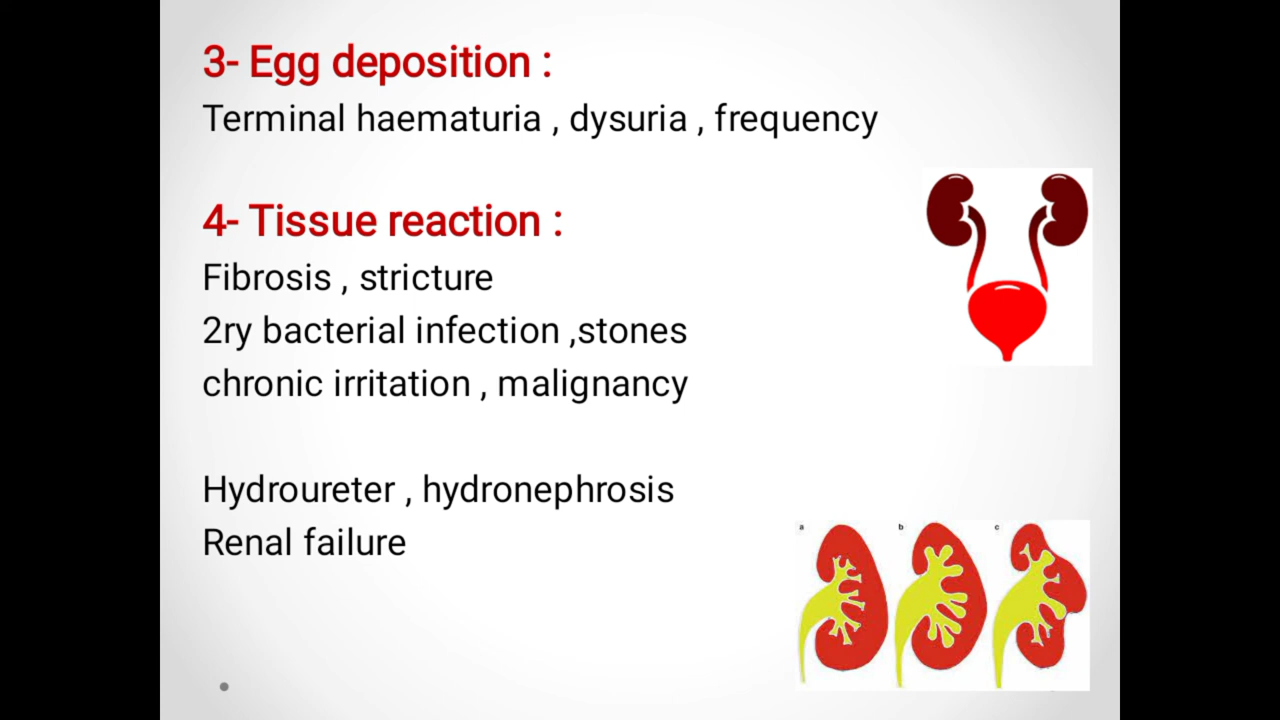 3- Egg deposition :
Terminal haematuria , dysuria , frequency
4- Tissue reaction :
Fibrosis , stricture
2ry bacterial infection ,stones
chronic irritation , malignancy
Hydroureter , hydronephrosis
Renal failure
a b c